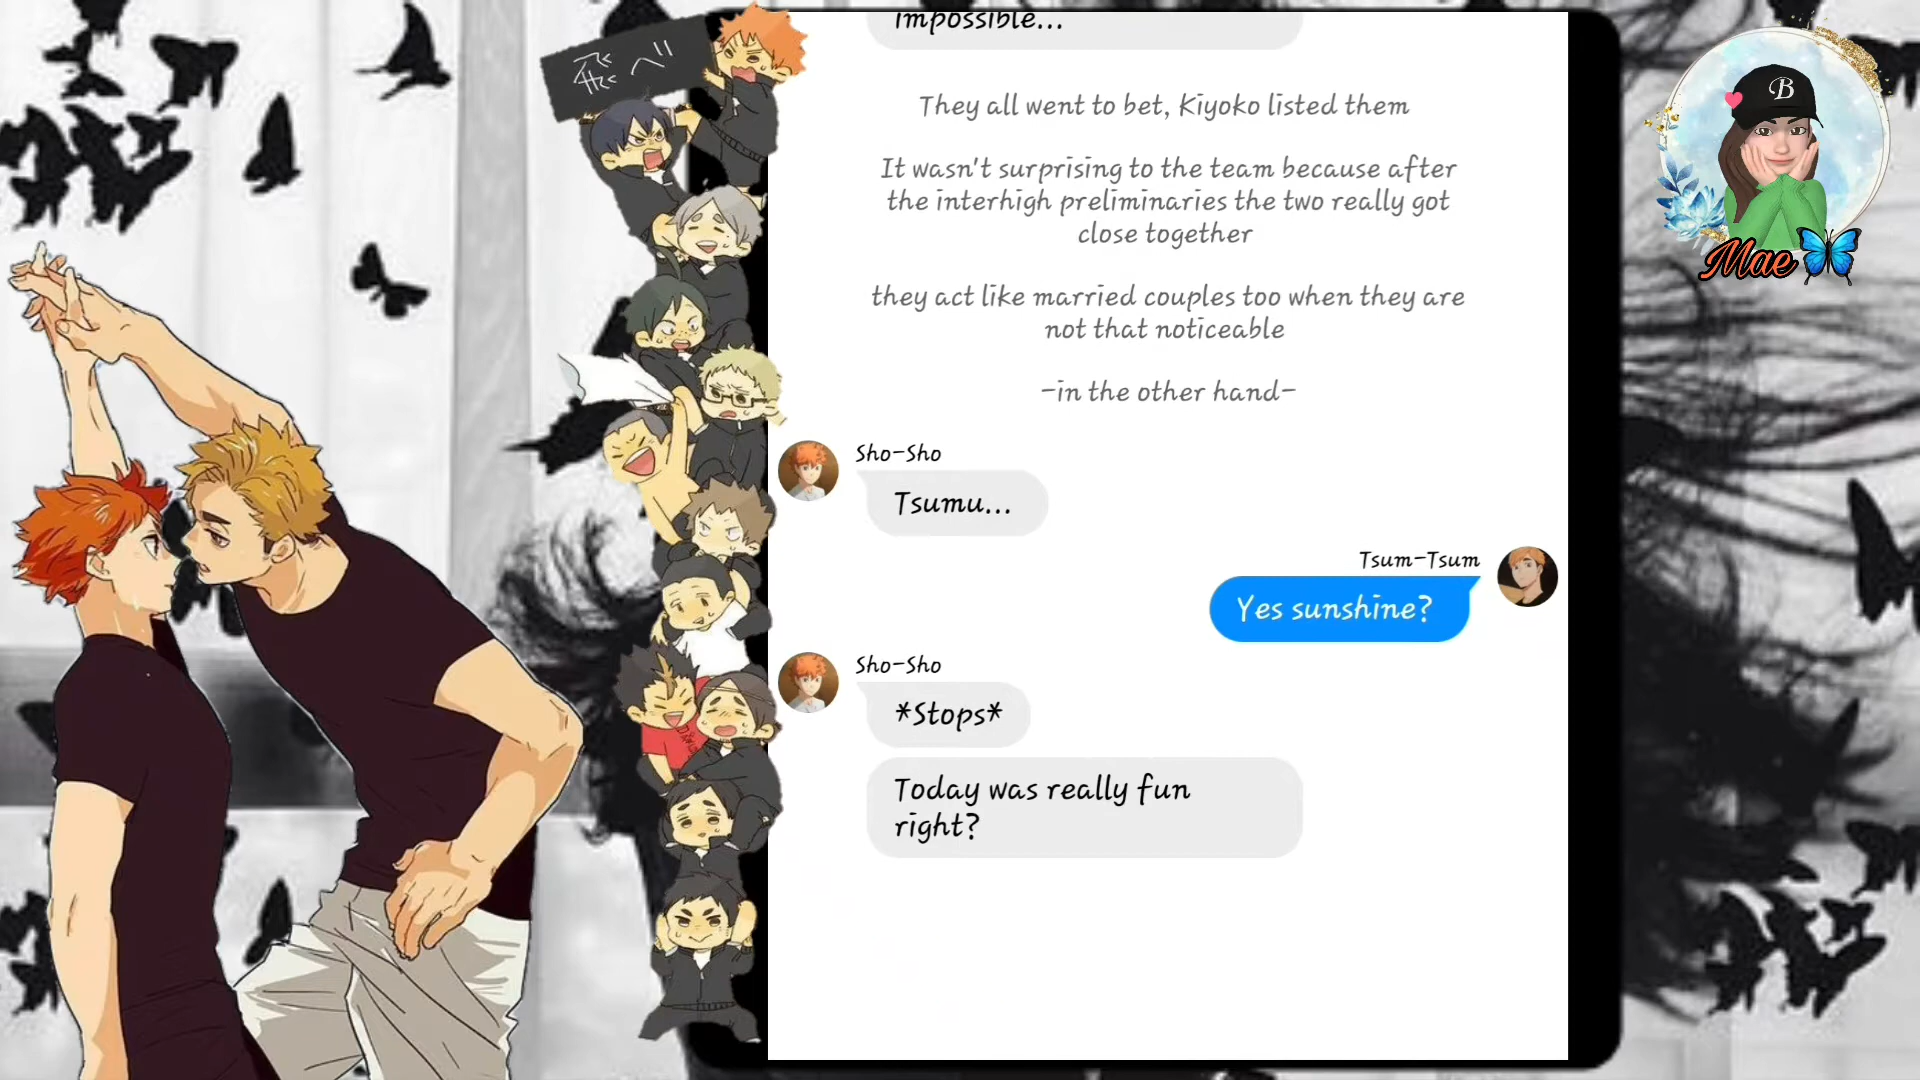 impossible...
飛べ
They all went to bet, Kiyoko listed them
It wasn't surprising to the team because after
the interhigh preliminaries the two really got
close together
they act like married couples too when they are
not that noticeable
-in the other hand-
Sho-Sho
Tsumu...
Tsum-Tsum
Yes sunshine?
Sho-Sho
*Stops*
Today was really fun
right?
B
Mae